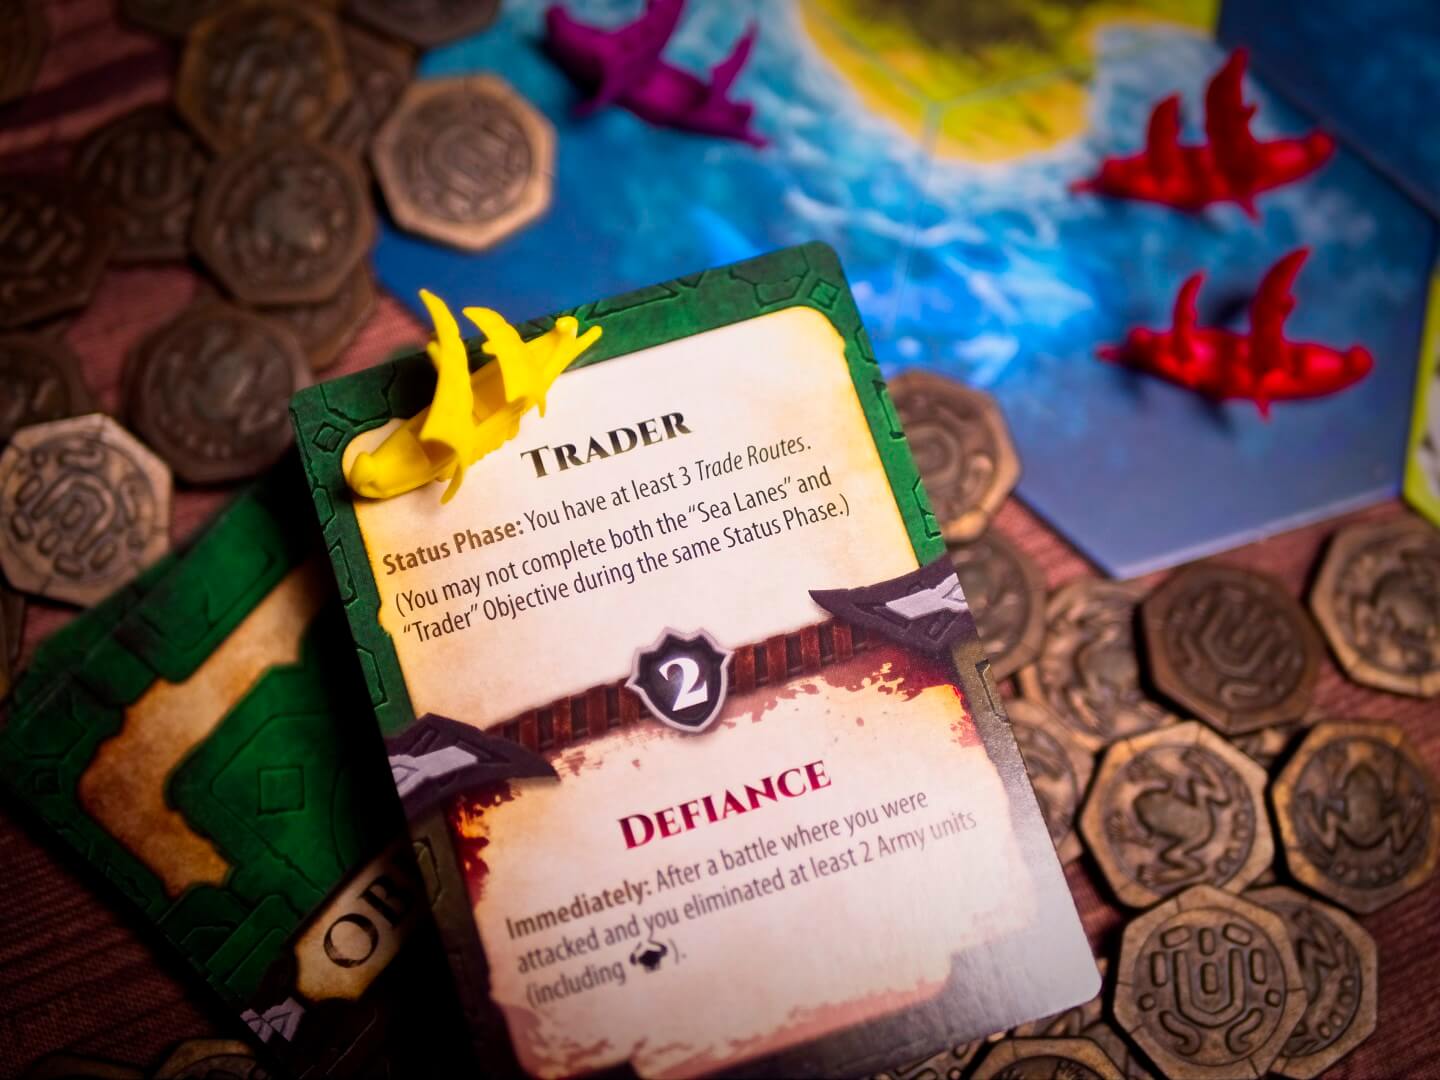 TRADER
Status Phase: You have at least 3 Trade Routes.
(You may not complete both the "Sea Lanes" and
"Trader" Objective during the same Status Phase.)
2
DEFIANCE
Immediately: After a battle where you were
attacked and you eliminated at least 2 Army units
(including ).